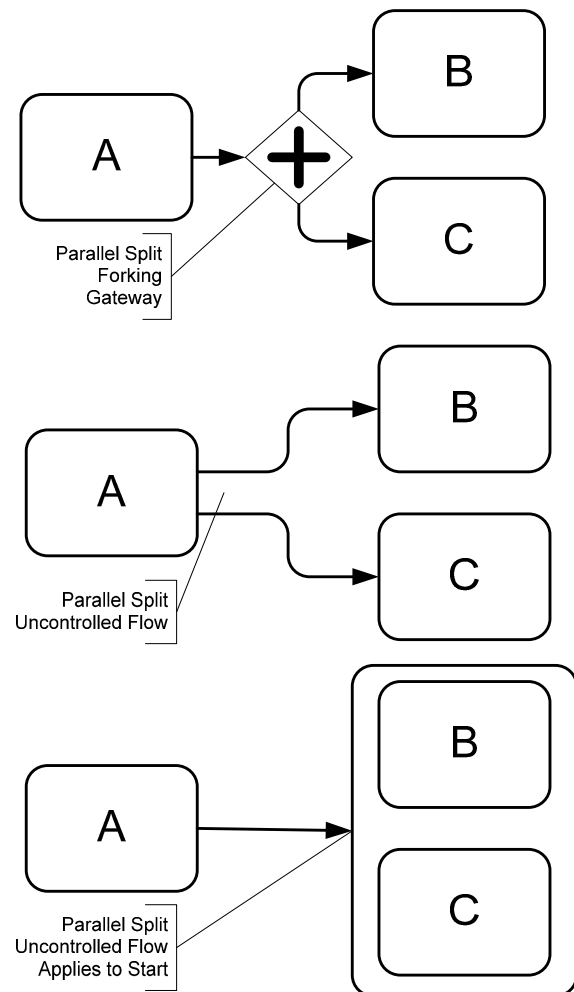 B
A
C
Parallel Split
Forking
Gateway
B
A
C
Parallel Split
Uncontrolled Flow
B
A
C
Parallel Split
Uncontrolled Flow
Applies to Start